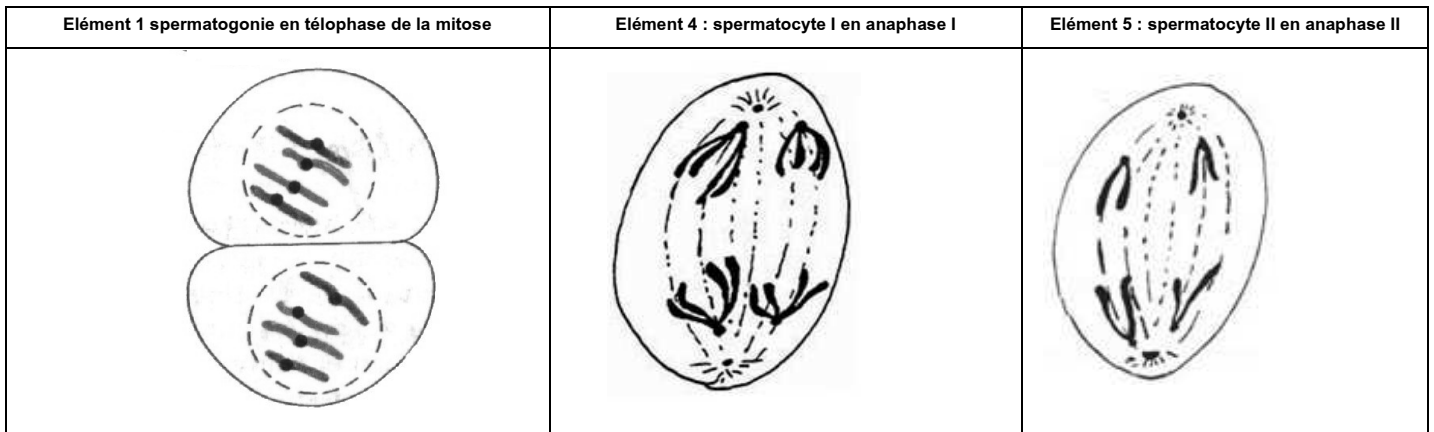 Elément 1 spermatogonie en télophase de la mitose
Elément 4 : spermatocyte I en anaphase I
Elément 5 : spermatocyte II en anaphase II